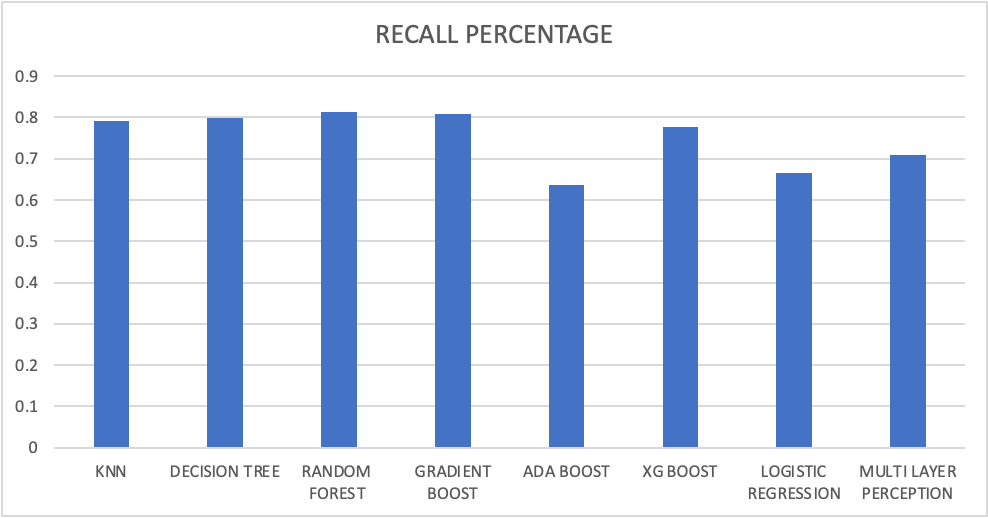 RECALL PERCENTAGE
0.9
0.8
0.7
0.6
0.5
0.4
0.3
0.2
0.1
0
KNN
DECISION TREE
RANDOM
FOREST
GRADIENT
BOOST
ADA BOOST
XG BOOST
LOGISTIC
REGRESSION
MULTI LAYER
PERCEPTION